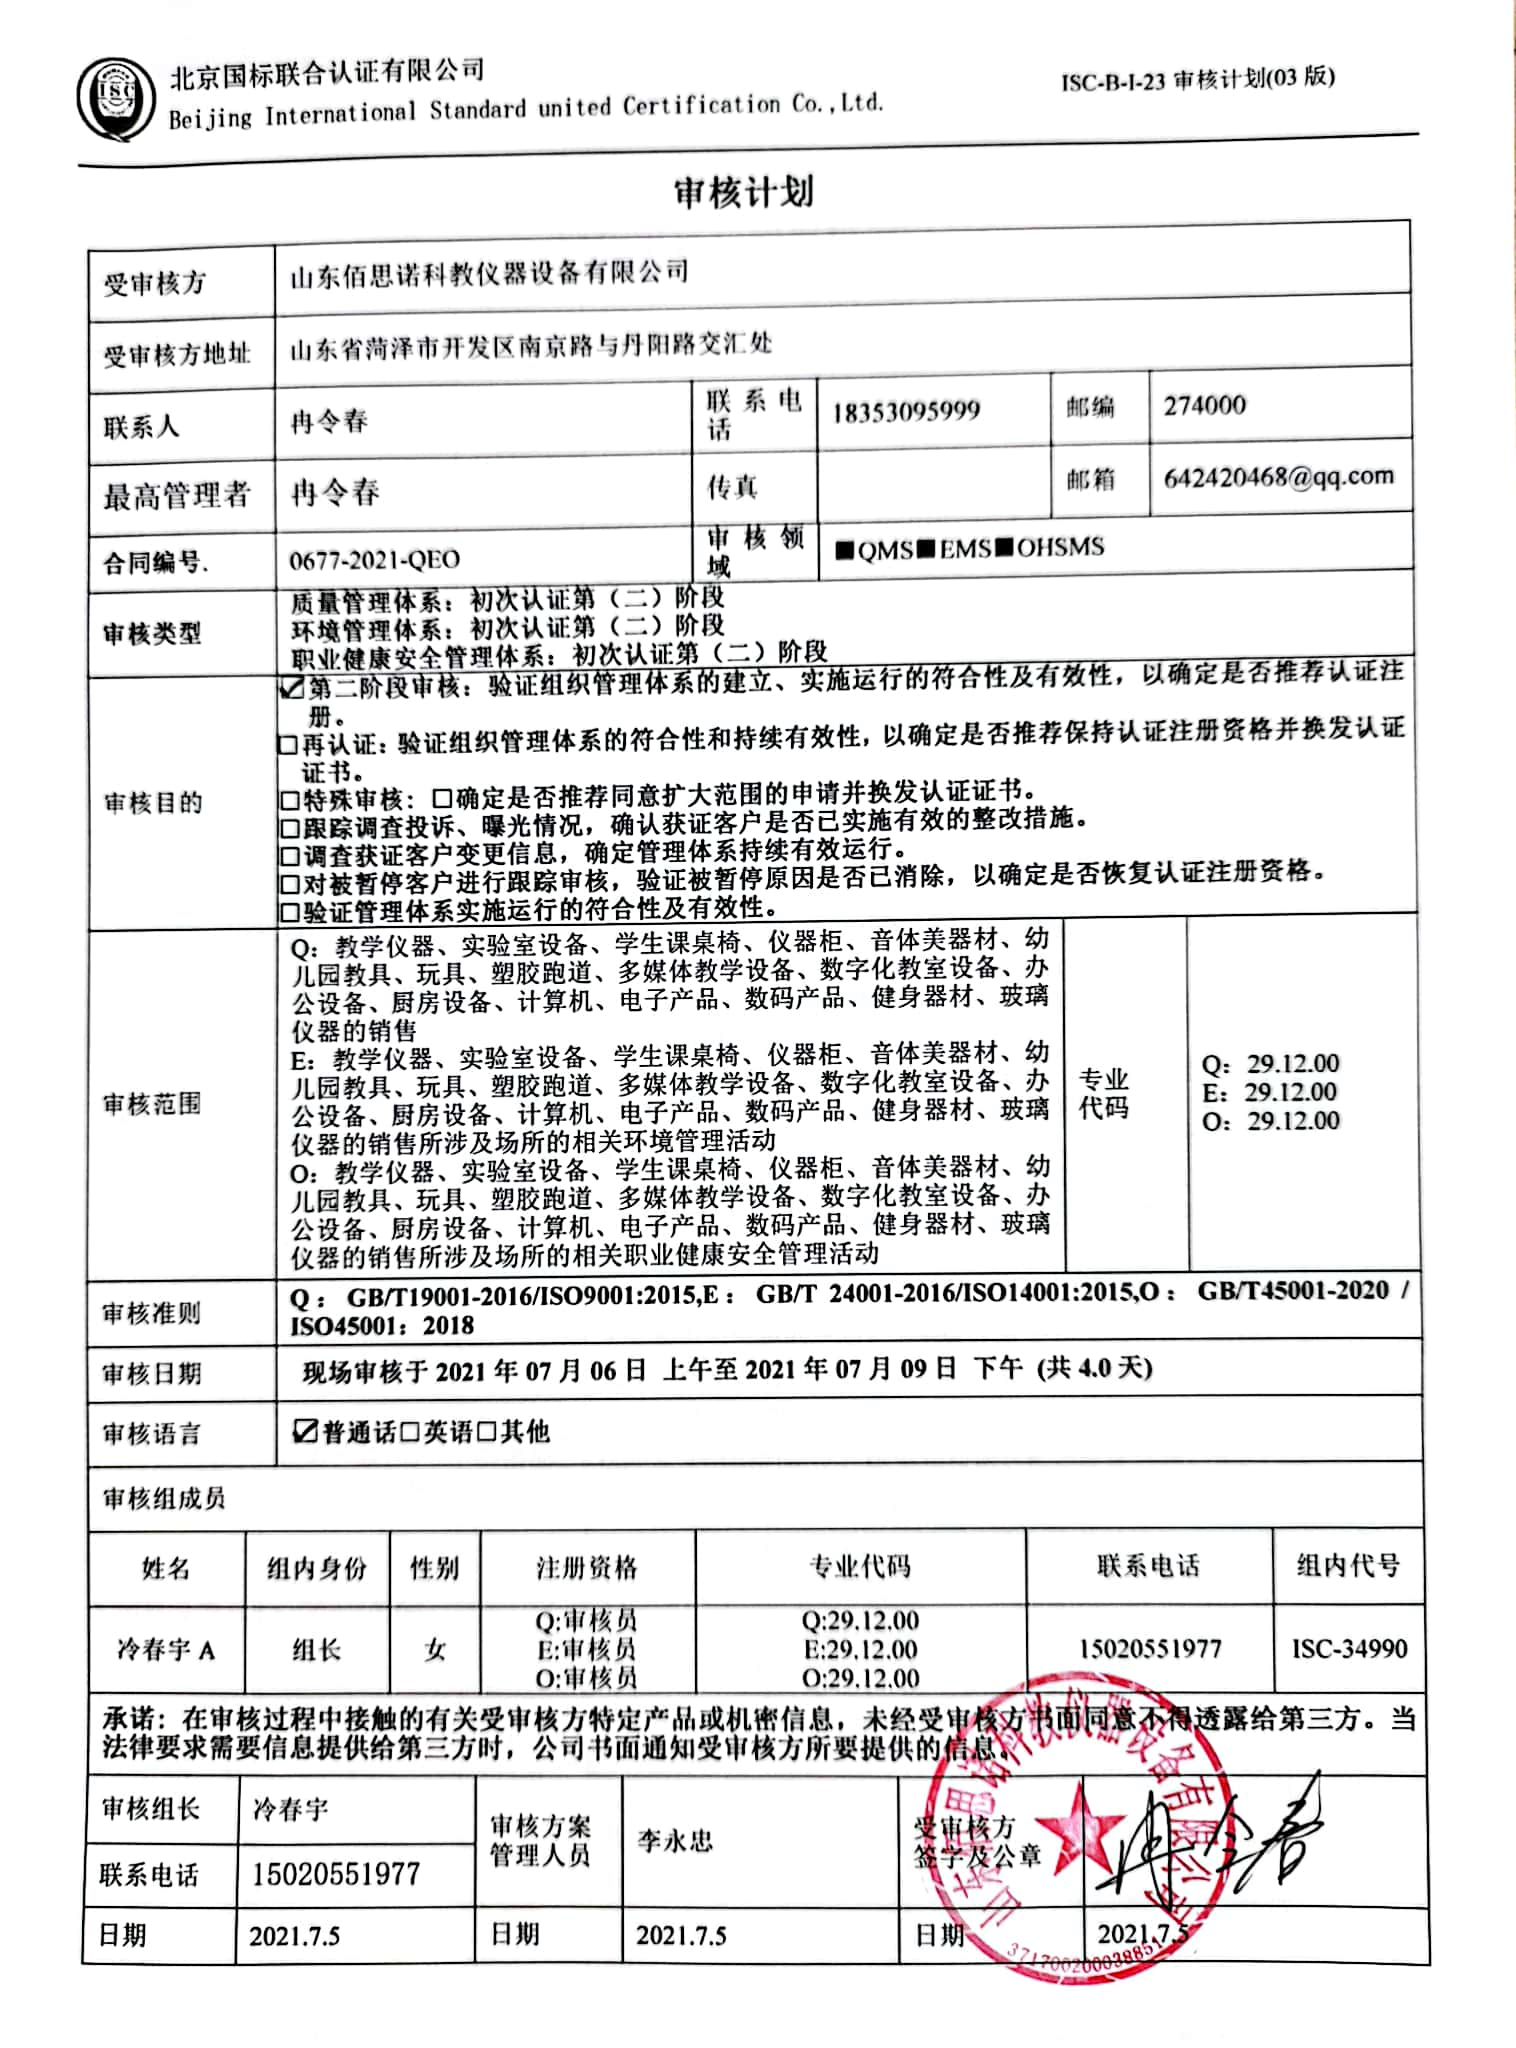 北京国标联合认证有限公司
Beijing International Standard united Certification Co.,Ltd.
ISC-B-I-23 审核计划(03 版)
审核计划
受审核方 山东佰思诺科教仪器设备有限公司
受审核方地址 山东省菏泽市开发区南京路与丹阳路交汇处
联系人 冉令春 联系电话 18353095999 邮编 274000
最高管理者 冉令春 传真 邮箱 642420468@qq.com
合同编号. 0677-2021-QEO 审核领域 ■QMS■EMS■OHSMS
审核类型
质量管理体系：初次认证第（二）阶段
环境管理体系：初次认证第（二）阶段
职业健康安全管理体系：初次认证第（二）阶段
审核目的
☑第二阶段审核：验证组织管理体系的建立、实施运行的符合性及有效性，以确定是否推荐认证注
册。
□再认证：验证组织管理体系的符合性和持续有效性，以确定是否推荐保持认证注册资格并换发认证
证书。
□特殊审核：□确定是否推荐同意扩大范围的申请并换发认证证书。
□跟踪调查投诉、曝光情况，确认获证客户是否已实施有效的整改措施。
□调查获证客户变更信息，确定管理体系持续有效运行。
□对被暂停客户进行跟踪审核，验证被暂停原因是否已消除，以确定是否恢复认证注册资格。
□验证管理体系实施运行的符合性及有效性。
审核范围
Q：教学仪器、实验室设备、学生课桌椅、仪器柜、音体美器材、幼
儿园教具、玩具、塑胶跑道、多媒体教学设备、数字化教室设备、办
公设备、厨房设备、计算机、电子产品、数码产品、健身器材、玻璃
仪器的销售
E：教学仪器、实验室设备、学生课桌椅、仪器柜、音体美器材、幼
儿园教具、玩具、塑胶跑道、多媒体教学设备、数字化教室设备、办
公设备、厨房设备、计算机、电子产品、数码产品、健身器材、玻璃
仪器的销售所涉及场所的相关环境管理活动
O：教学仪器、实验室设备、学生课桌椅、仪器柜、音体美器材、幼
儿园教具、玩具、塑胶跑道、多媒体教学设备、数字化教室设备、办
公设备、厨房设备、计算机、电子产品、数码产品、健身器材、玻璃
仪器的销售所涉及场所的相关职业健康安全管理活动
专业
代码
Q：29.12.00
E：29.12.00
O：29.12.00
审核准则
Q：GB/T19001-2016/ISO9001:2015,E：GB/T 24001-2016/ISO14001:2015,O：GB/T45001-2020 /
ISO45001：2018
审核日期 现场审核于 2021 年 07 月 06 日 上午至 2021 年 07 月 09 日 下午 (共 4.0 天)
审核语言 ☑普通话□英语□其他
审核组成员
姓名 组内身份 性别 注册资格 专业代码 联系电话 组内代号
冷春宇 A 组长 女
Q:审核员
E:审核员
O:审核员
Q:29.12.00
E:29.12.00
O:29.12.00
15020551977 ISC-34990
承诺：在审核过程中接触的有关受审核方特定产品或机密信息，未经受审核方书面同意不得透露给第三方。当
法律要求需要信息提供给第三方时，公司书面通知受审核方所要提供的信息。
审核组长 冷春宇
联系电话 15020551977
审核方案
管理人员
李永忠
受审核方
签字及公章
冉令春
日期 2021.7.5 日期 2021.7.5 日期 2021.7.5
山东佰思诺科教仪器设备有限公司
371700200038851
ISC